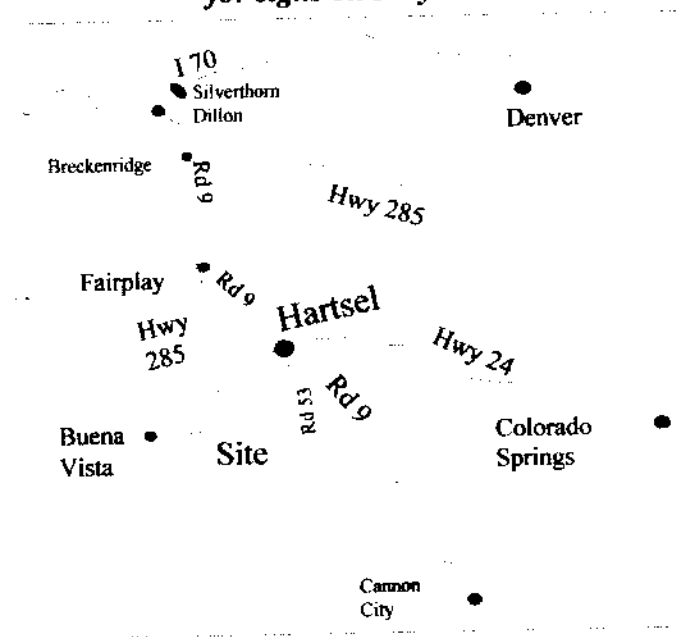 I 70
Silverthorn
Dillon
Denver
Breckenridge
Rd 9
Hwy 285
Fairplay
Rd 9
Hartsel
Hwy
285
Hwy 24
Rd 53
Rd 9
Buena
Vista
Site
Colorado
Springs
Cannon
City